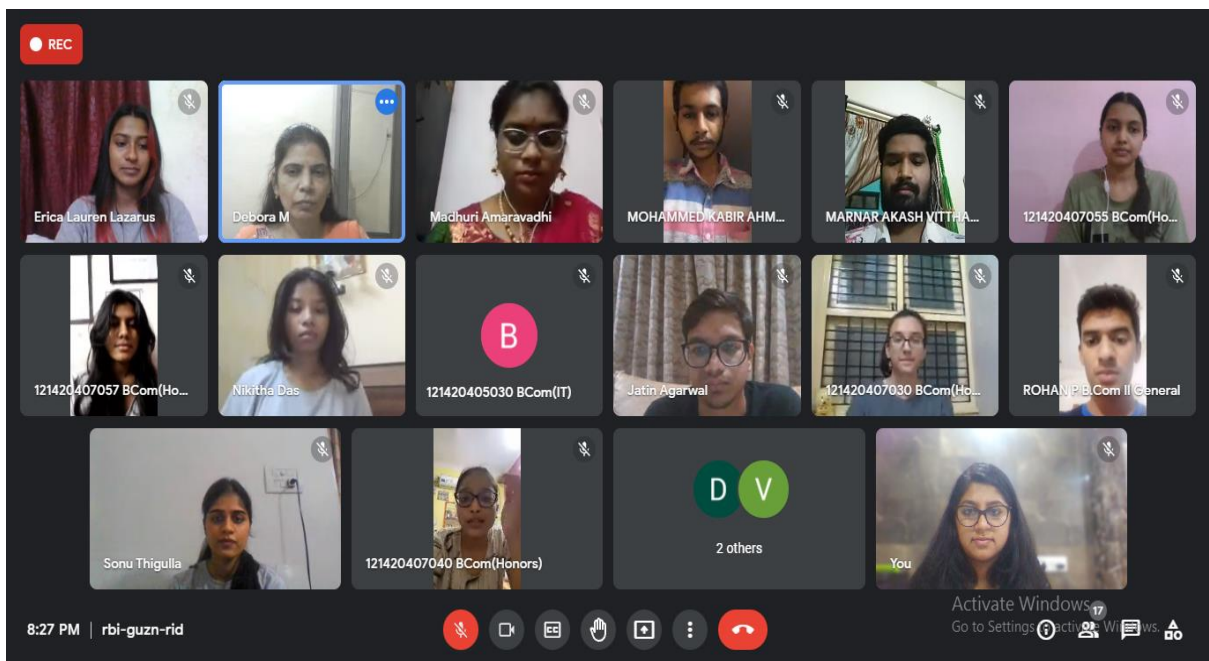 REC
Erica Lauren Lazarus
Debora M
Madhuri Amaravadhi
MOHAMMED KABIR AHM...
MARNAR AKASH VITTHA...
121420407055 BCom(Ho...
121420407057 BCom(Ho...
Nikitha Das
B
121420405030 BCom(IT)
Jatin Agarwal
121420407030 BCom(Ho...
ROHAN P B.Com II General
Sonu Thigulla
121420407040 BCom(Honors)
D V
2 others
You
Activate Windows
Go to Settings to activate Windows.
17
8:27 PM | rbi-guzn-rid
CC